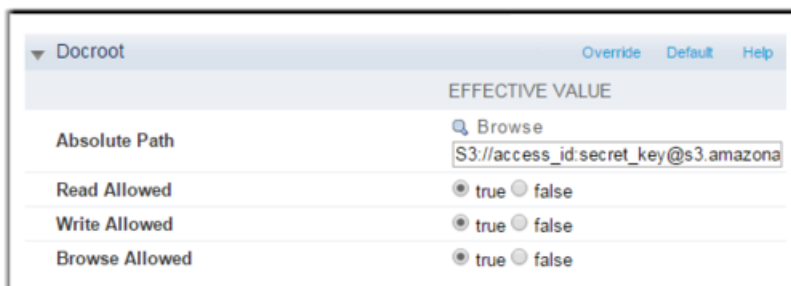 Docroot Override Default Help
EFFECTIVE VALUE
Browse
Absolute Path
S3://access_id:secret_key@s3.amazona
Read Allowed true false
Write Allowed true false
Browse Allowed true false